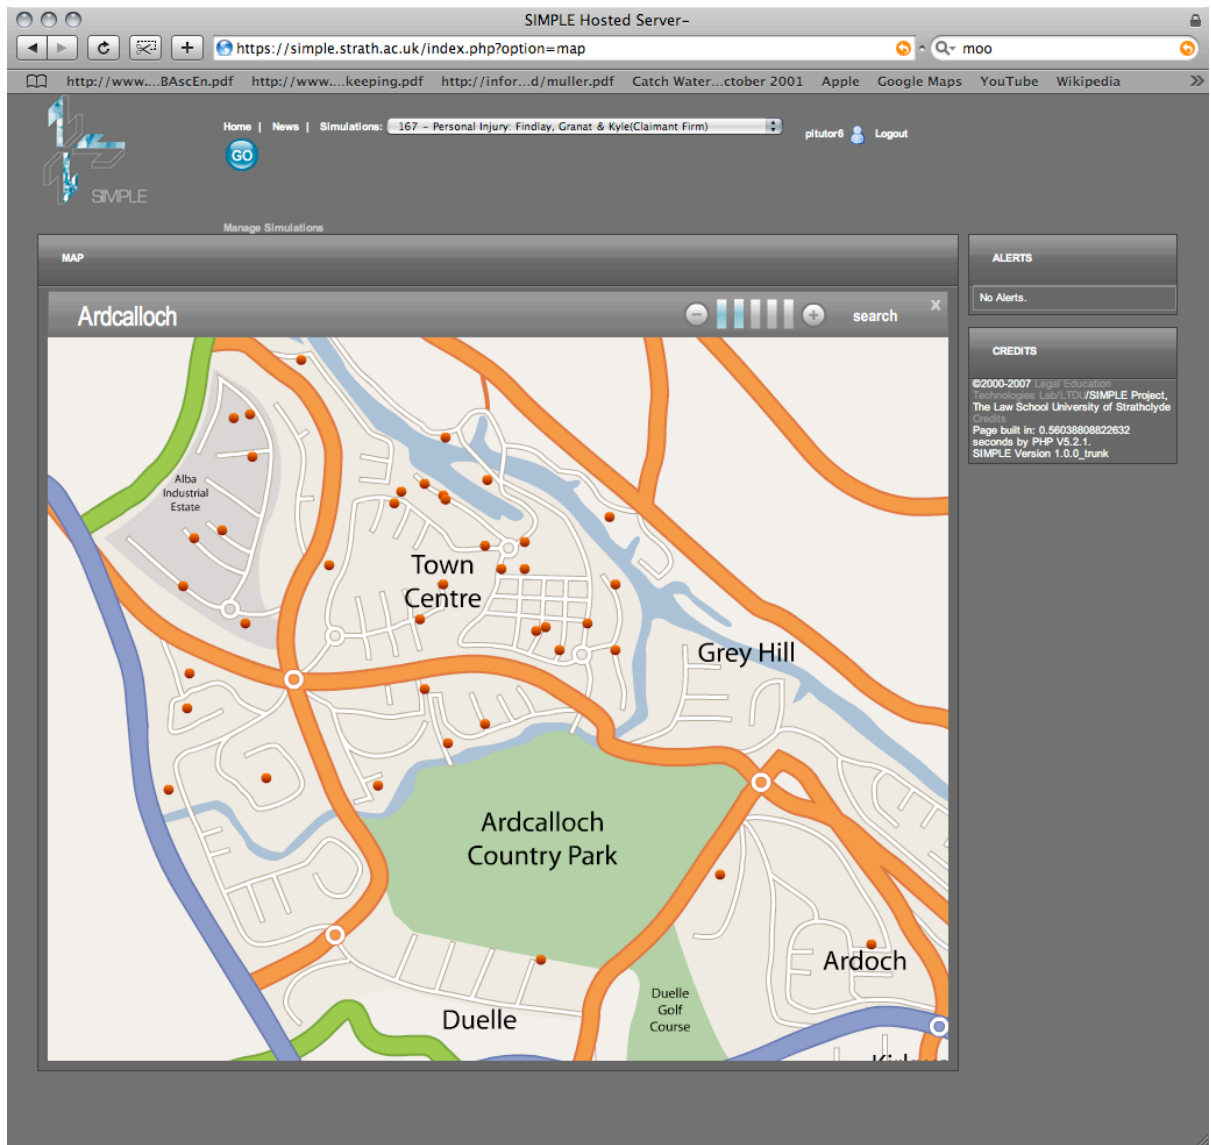 SIMPLE Hosted Server-
https://simple.strath.ac.uk/index.php?option=map
moo
http://www....BAscEn.pdf http://www....keeping.pdf http://infor...d/muller.pdf Catch Water...ctober 2001 Apple Google Maps YouTube Wikipedia
Home | News | Simulations: 167 - Personal Injury: Findlay, Granat & Kyle(Claimant Firm)
pitutor6 Logout
GO
SIMPLE
Manage Simulations
MAP
Ardcalloch
search
x
Alba
Industrial
Estate
Town
Centre
Grey Hill
Ardcalloch
Country Park
Ardoch
Duelle
Golf
Course
Duelle
ALERTS
No Alerts.
CREDITS
©2000-2007 Legal Education
Technologies Lab/LTDU/SIMPLE Project,
The Law School University of Strathclyde
Credits
Page built in: 0.56038808822632
seconds by PHP V5.2.1.
SIMPLE Version 1.0.0_trunk